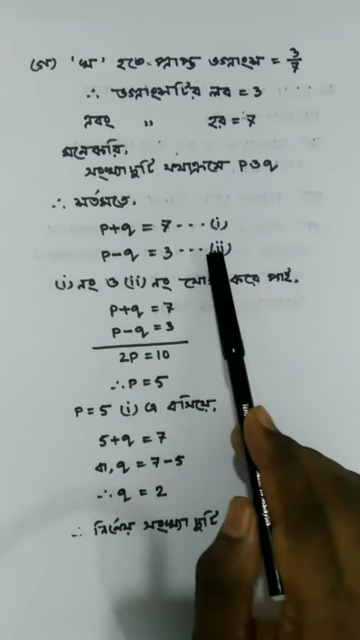 (গ) 'খ' হতে প্রাপ্ত ভগ্নাংশ = 3/7
∴ ভগ্নাংশটির লব = 3
এবং " হর = 7
মনেকরি,
সংখ্যাদুটি যথাক্রমে p ও q
∴ শর্তমতে,
p+q = 7 --- (i)
p-q = 3 --- (ii)
(i) নং ও (ii) নং করে পাই,
p+q = 7
p-q = 3
2p = 10
∴ p = 5
p = 5 (i) এ বসিয়ে,
5+q = 7
বা, q = 7-5
∴ q = 2
∴ নির্ণেয় সংখ্যা দুটি